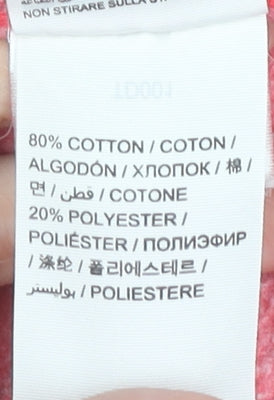 NON STIRARE SULLA
TD001
80% COTTON / COTON /
ALGODÓN / ХЛОПОК / 棉 /
면 / قطن / COTONE
20% POLYESTER /
POLIÉSTER / ПОЛИЭФИР
/ 涤纶 / 폴리에스테르 /
بوليستر / POLIESTERE